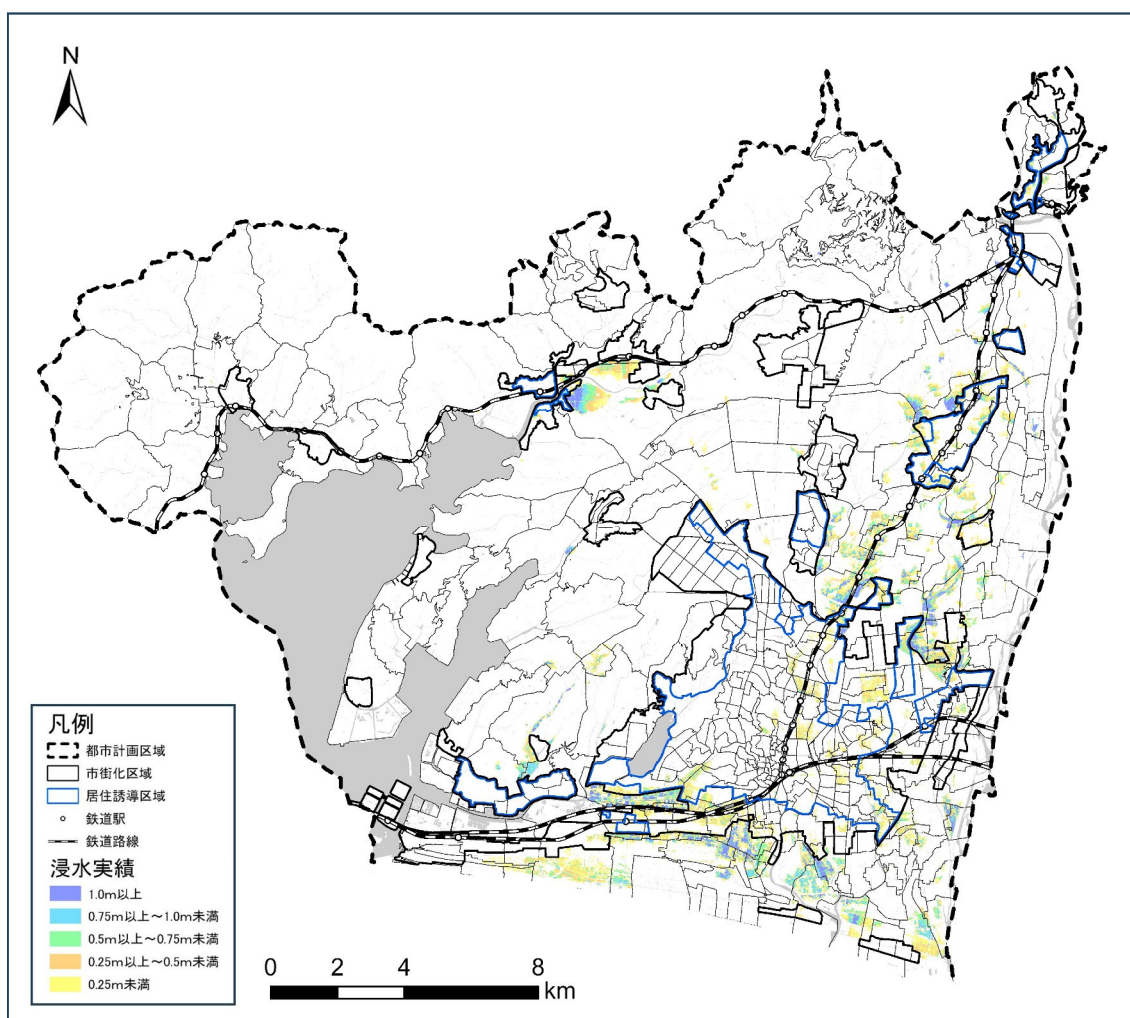 N
凡例
都市計画区域
市街化区域
居住誘導区域
鉄道駅
鉄道路線
浸水実績
1.0m以上
0.75m以上～1.0m未満
0.5m以上～0.75m未満
0.25m以上～0.5m未満
0.25m未満
0 2 4 8
km